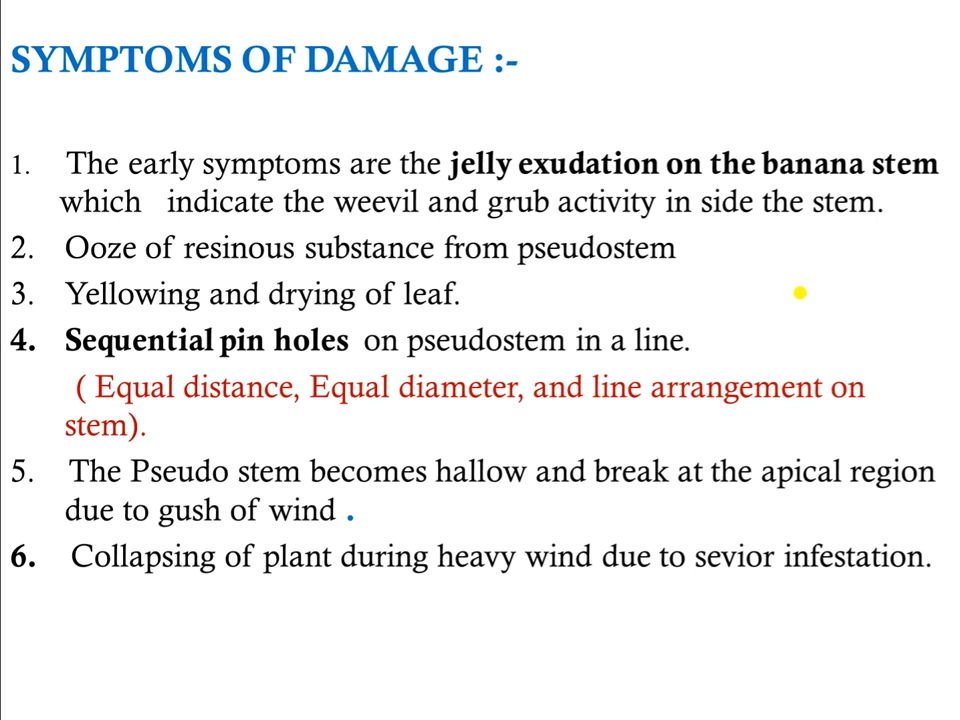 SYMPTOMS OF DAMAGE :-
1. The early symptoms are the jelly exudation on the banana stem
which indicate the weevil and grub activity in side the stem.
2. Ooze of resinous substance from pseudostem
3. Yellowing and drying of leaf.
4. Sequential pin holes on pseudostem in a line.
( Equal distance, Equal diameter, and line arrangement on
stem).
5. The Pseudo stem becomes hallow and break at the apical region
due to gush of wind .
6. Collapsing of plant during heavy wind due to sevior infestation.